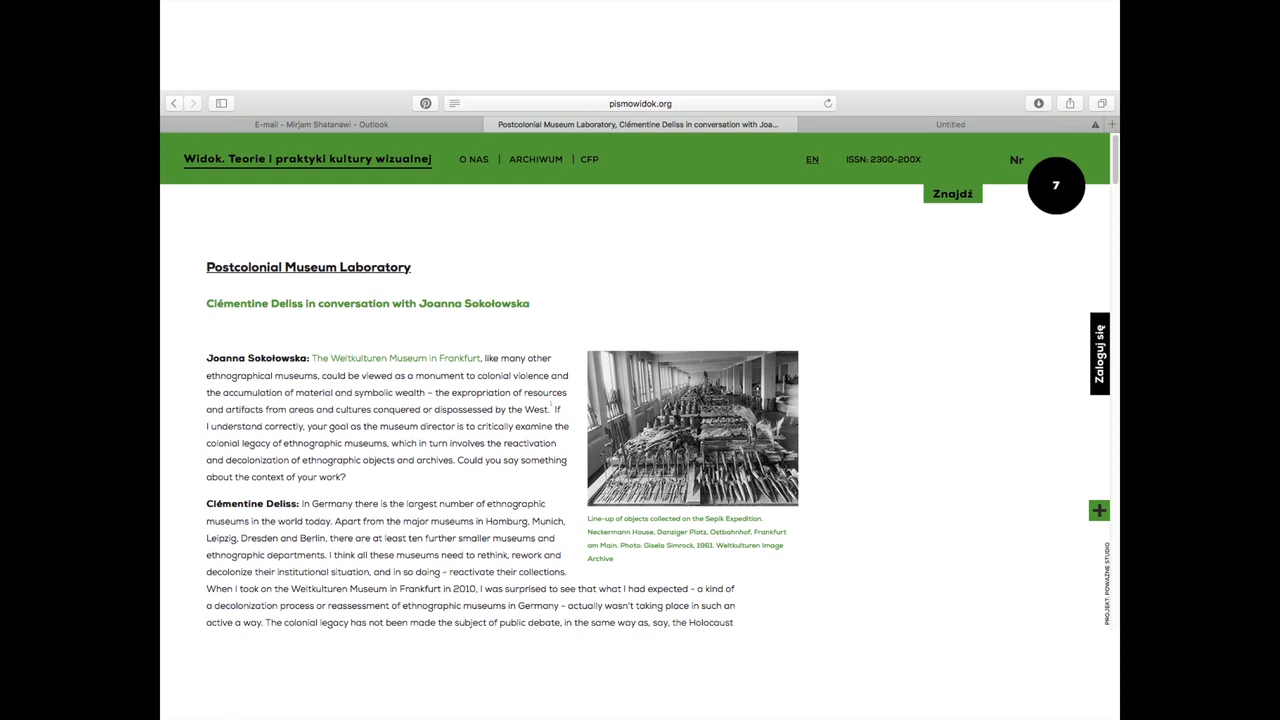 pismowidok.org
E-mail - Mirjam Shatanawi - Outlook
Postcolonial Museum Laboratory, Clémentine Deliss in conversation with Joa...
Untitled
Widok. Teorie i praktyki kultury wizualnej
O NAS | ARCHIWUM | CFP
EN
ISSN: 2300-200X
Nr
7
Znajdź
Postcolonial Museum Laboratory
Clémentine Deliss in conversation with Joanna Sokołowska
Joanna Sokołowska: The Weltkulturen Museum in Frankfurt, like many other
ethnographical museums, could be viewed as a monument to colonial violence and
the accumulation of material and symbolic wealth – the expropriation of resources
and artifacts from areas and cultures conquered or dispossessed by the West.1 If
I understand correctly, your goal as the museum director is to critically examine the
colonial legacy of ethnographic museums, which in turn involves the reactivation
and decolonization of ethnographic objects and archives. Could you say something
about the context of your work?
Clémentine Deliss: In Germany there is the largest number of ethnographic
museums in the world today. Apart from the major museums in Hamburg, Munich,
Leipzig, Dresden and Berlin, there are at least ten further smaller museums and
ethnographic departments. I think all these museums need to rethink, rework and
decolonize their institutional situation, and in so doing - reactivate their collections.
When I took on the Weltkulturen Museum in Frankfurt in 2010, I was surprised to see that what I had expected - a kind of
a decolonization process or reassessment of ethnographic museums in Germany - actually wasn't taking place in such an
active a way. The colonial legacy has not been made the subject of public debate, in the same way as, say, the Holocaust
Line-up of objects collected on the Sepik Expedition.
Neckermann House, Danziger Platz, Ostbahnhof, Frankfurt
am Main. Photo: Gisela Simrock, 1961. Weltkulturen Image
Archive
Zaloguj się
+
PROJEKT: POWAŻNE STUDIO